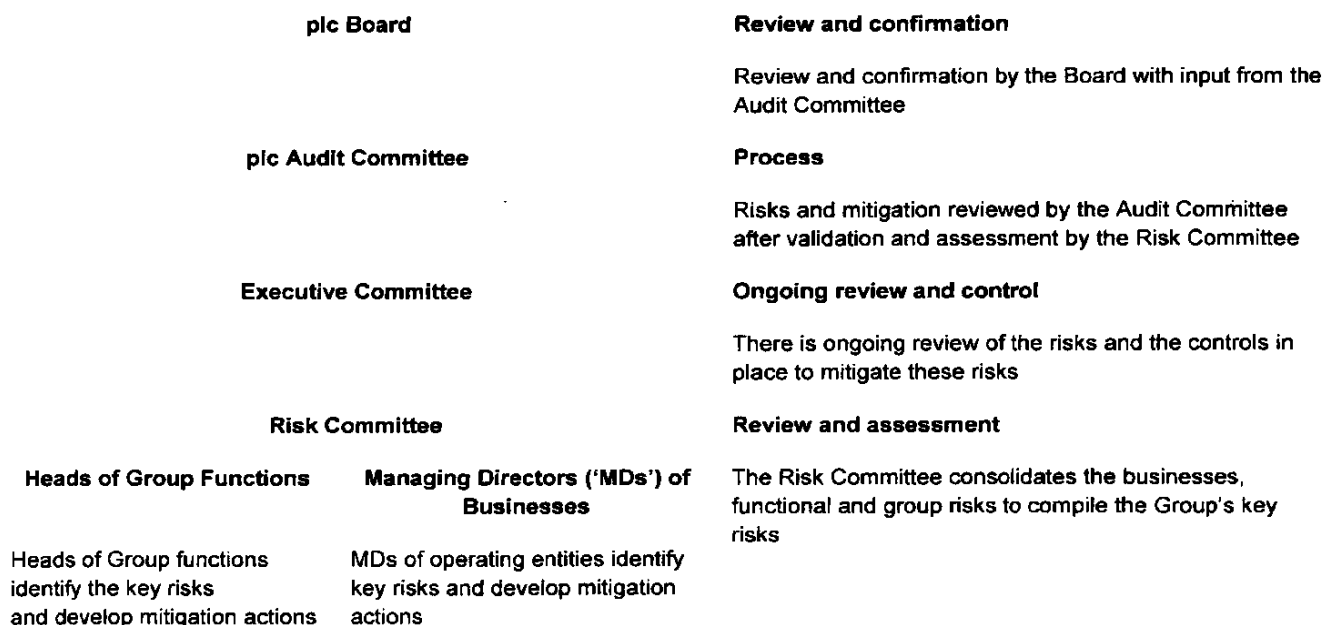 plc Board
Review and confirmation
Review and confirmation by the Board with input from the
Audit Committee
plc Audit Committee
Process
Risks and mitigation reviewed by the Audit Committee
after validation and assessment by the Risk Committee
Executive Committee
Ongoing review and control
There is ongoing review of the risks and the controls in
place to mitigate these risks
Risk Committee
Review and assessment
Heads of Group Functions
Managing Directors (‘MDs’) of
Businesses
The Risk Committee consolidates the businesses,
functional and group risks to compile the Group's key
risks
Heads of Group functions
identify the key risks
and develop mitigation actions
MDs of operating entities identify
key risks and develop mitigation
actions